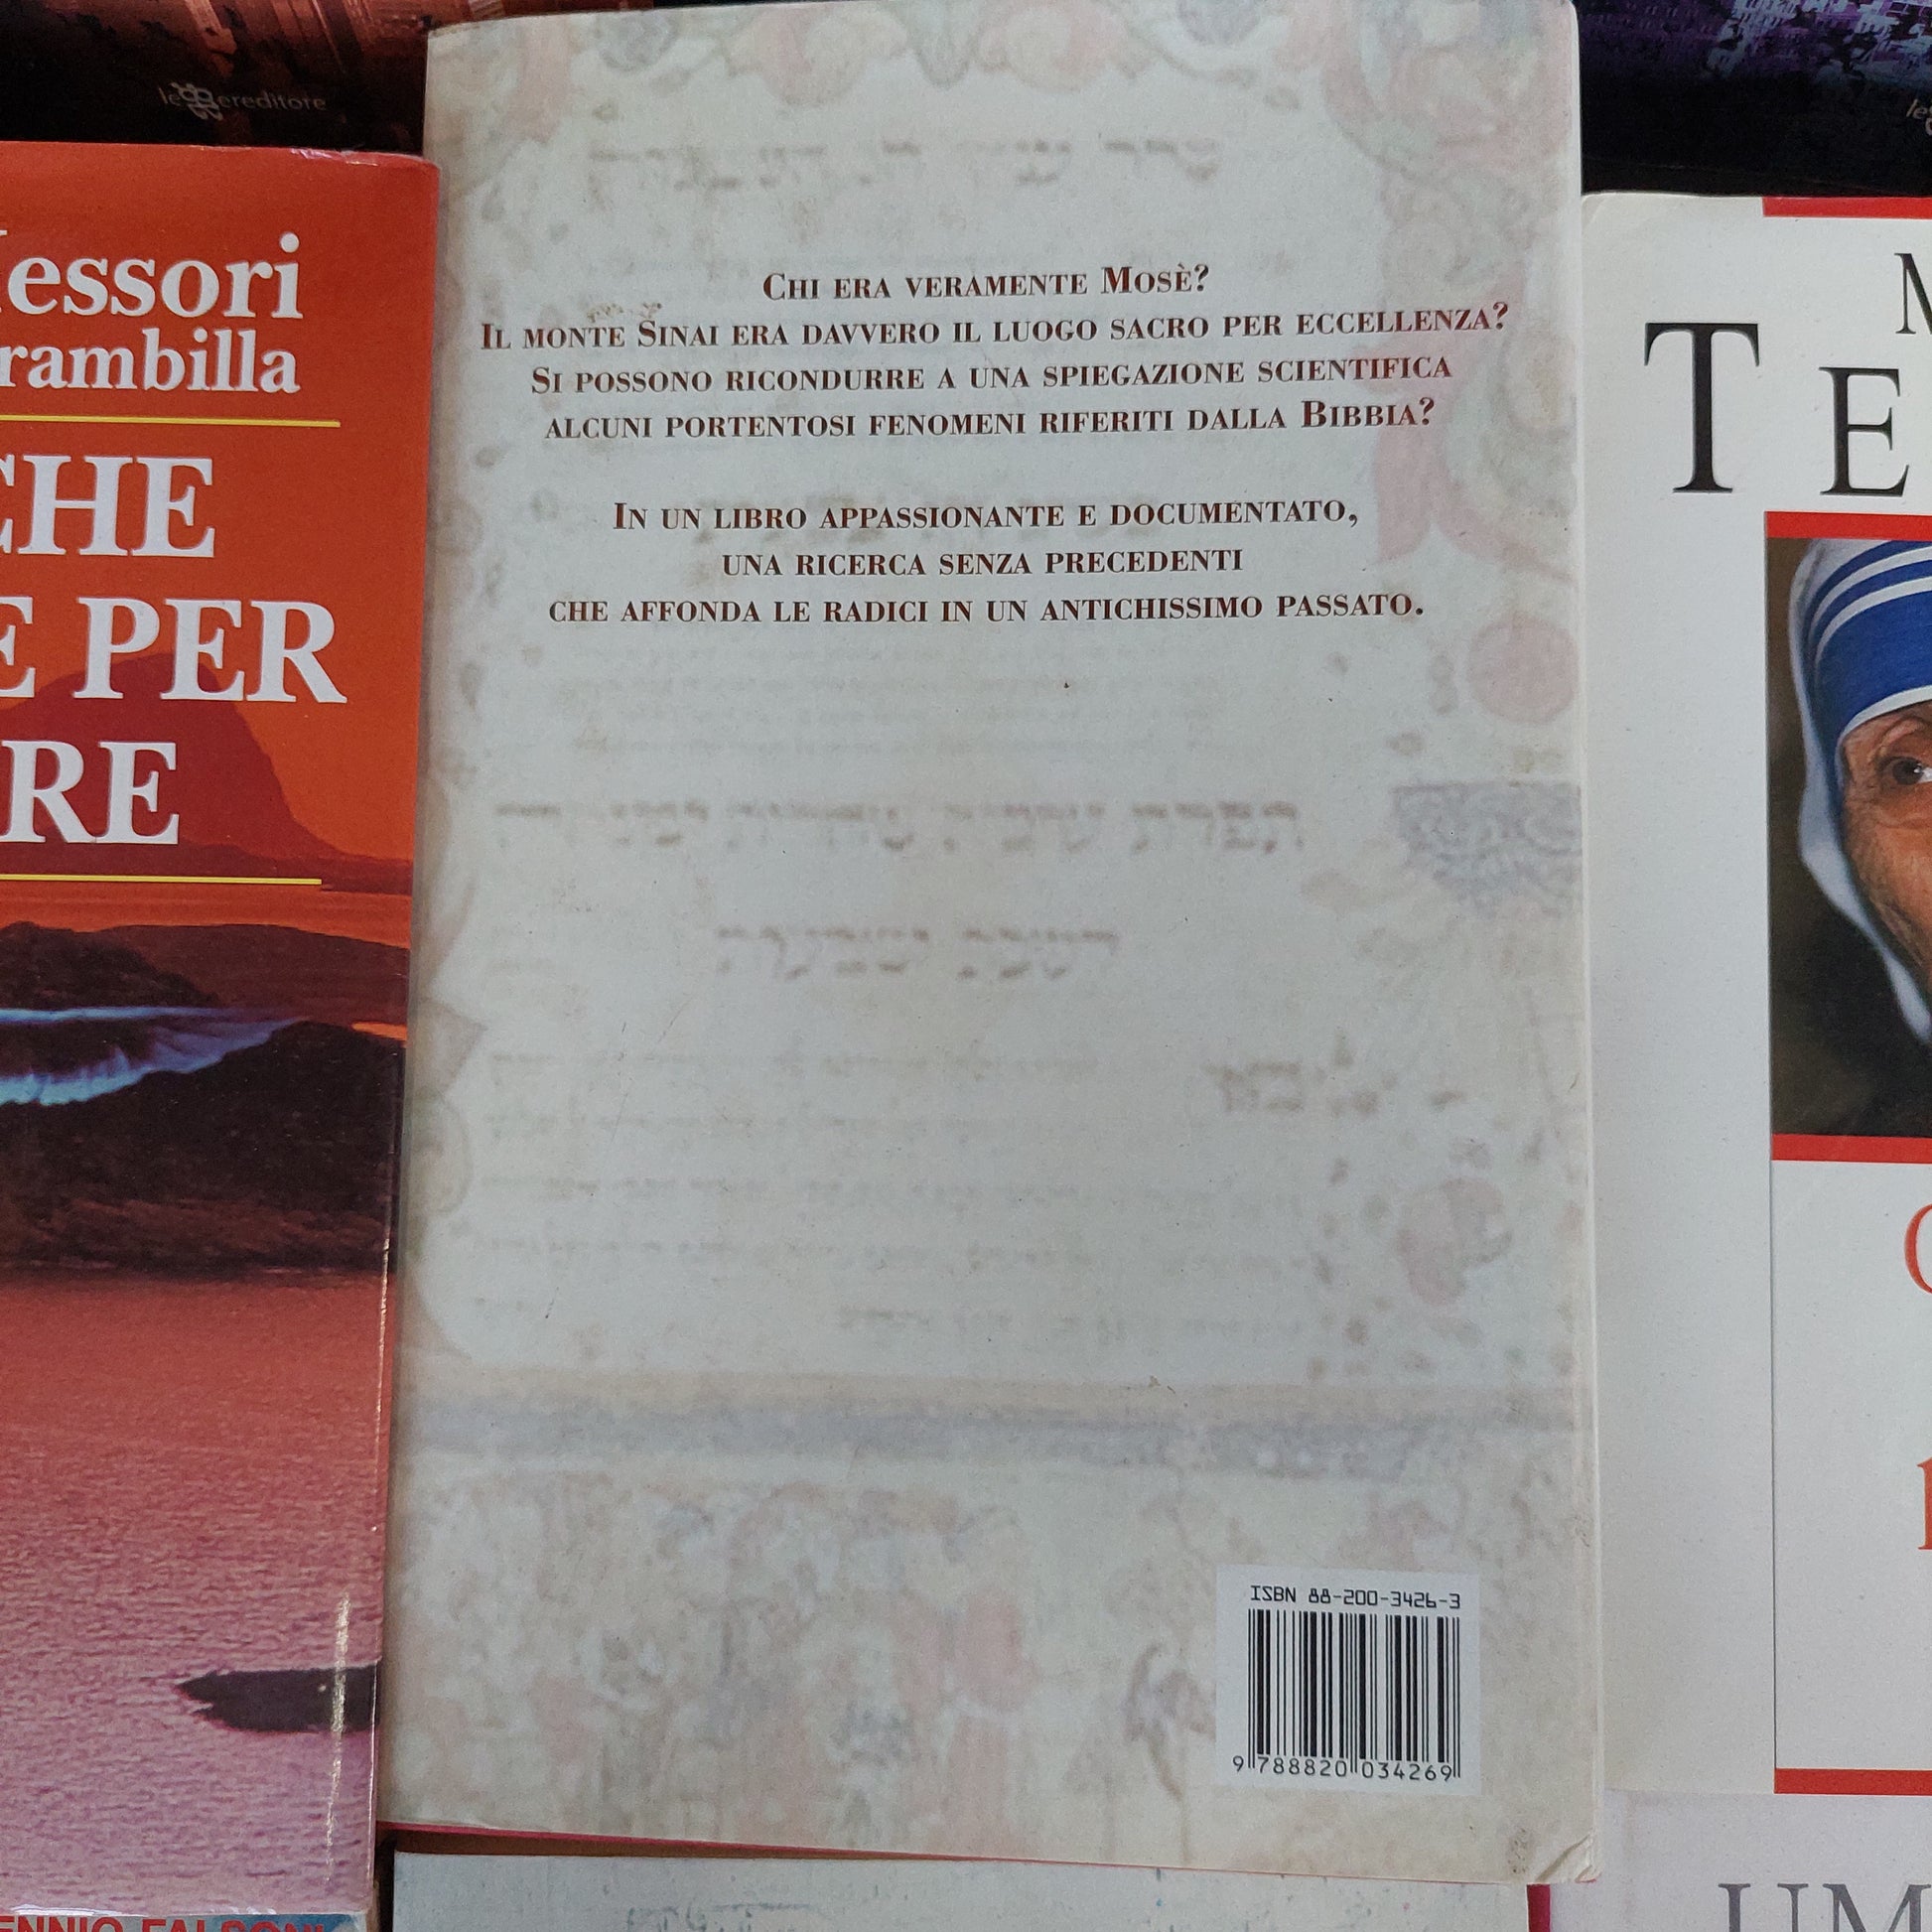 leggereditore
Messori
rambilla
CHE
E PER
RE
Chi era veramente Mosè?
Il monte Sinai era davvero il luogo sacro per eccellenza?
Si possono ricondurre a una spiegazione scientifica
alcuni portentosi fenomeni riferiti dalla Bibbia?
In un libro appassionante e documentato,
una ricerca senza precedenti
che affonda le radici in un antichissimo passato.
ISBN 88-200-3426-3
9 788820 034269
M
TE
UM